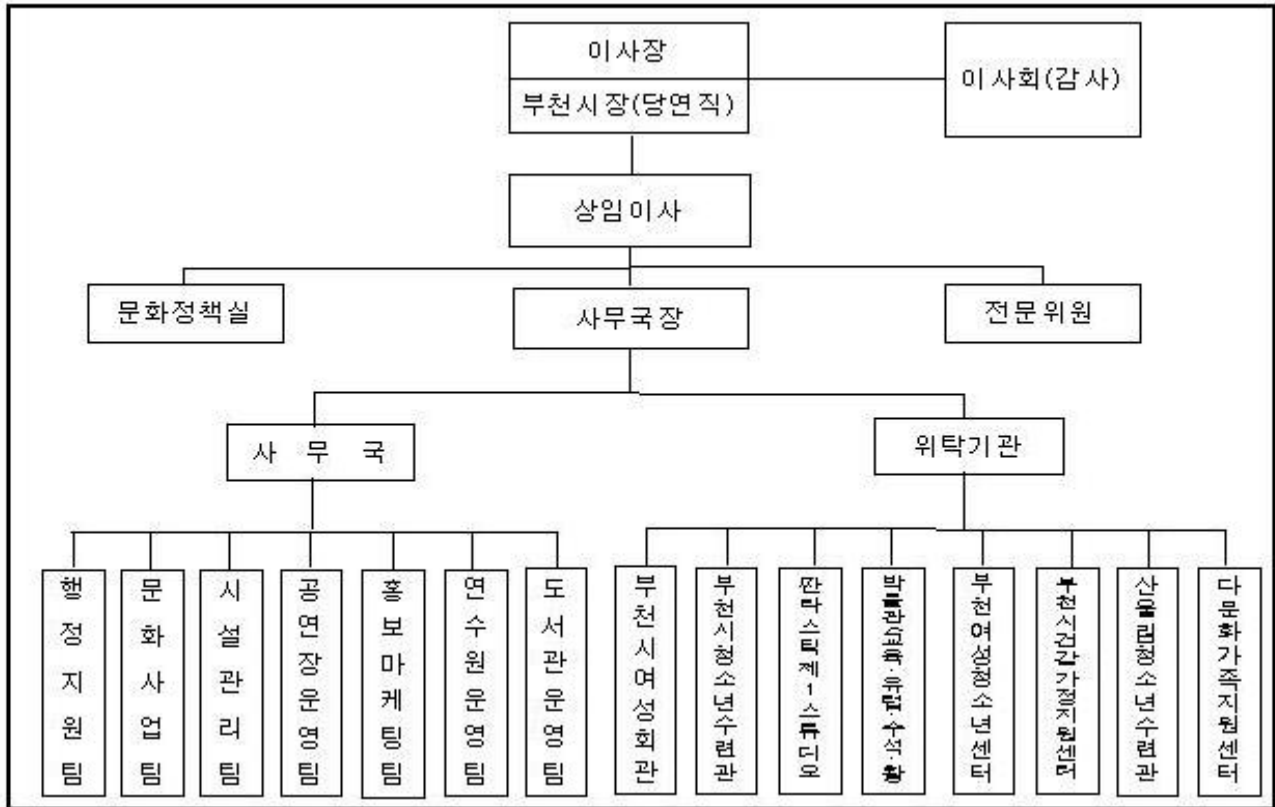 이사장
이사회(감사)
부천시장(당연직)
상임이사
문화정책실
사무국장
전문위원
사 무 국
위탁기관
행정지원팀
문화사업팀
시설관리팀
공연장운영팀
홍보마케팅팀
연수원운영팀
도서관운영팀
부천시여성회관
부천시청소년수련관
판타스틱제1스튜디오
박물관교육·유럽·수석·활
부천여성청소년센터
부천시건강가정지원센터
산울림청소년수련관
다문화가족지원센터